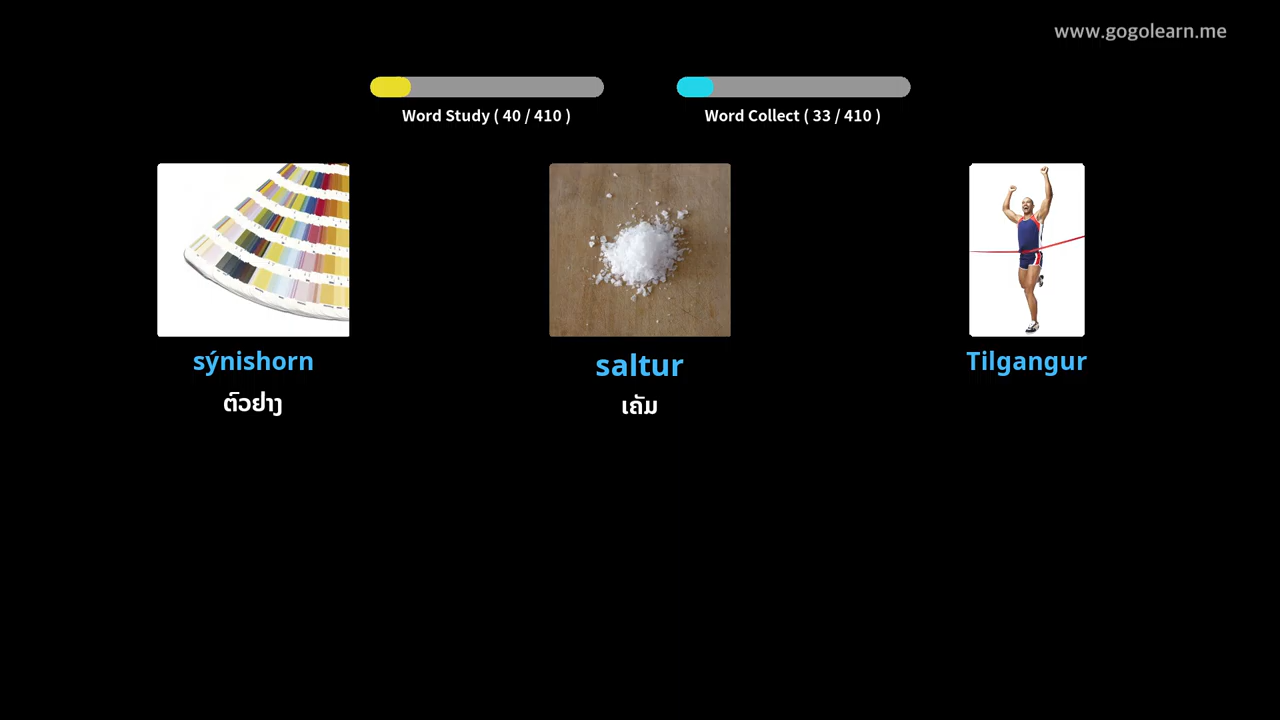 www.gogolearn.me
Word Study ( 40 / 410 )
Word Collect ( 33 / 410 )
sýnishorn
ຕົວຢ່າງ
saltur
ເຄັມ
Tilgangur